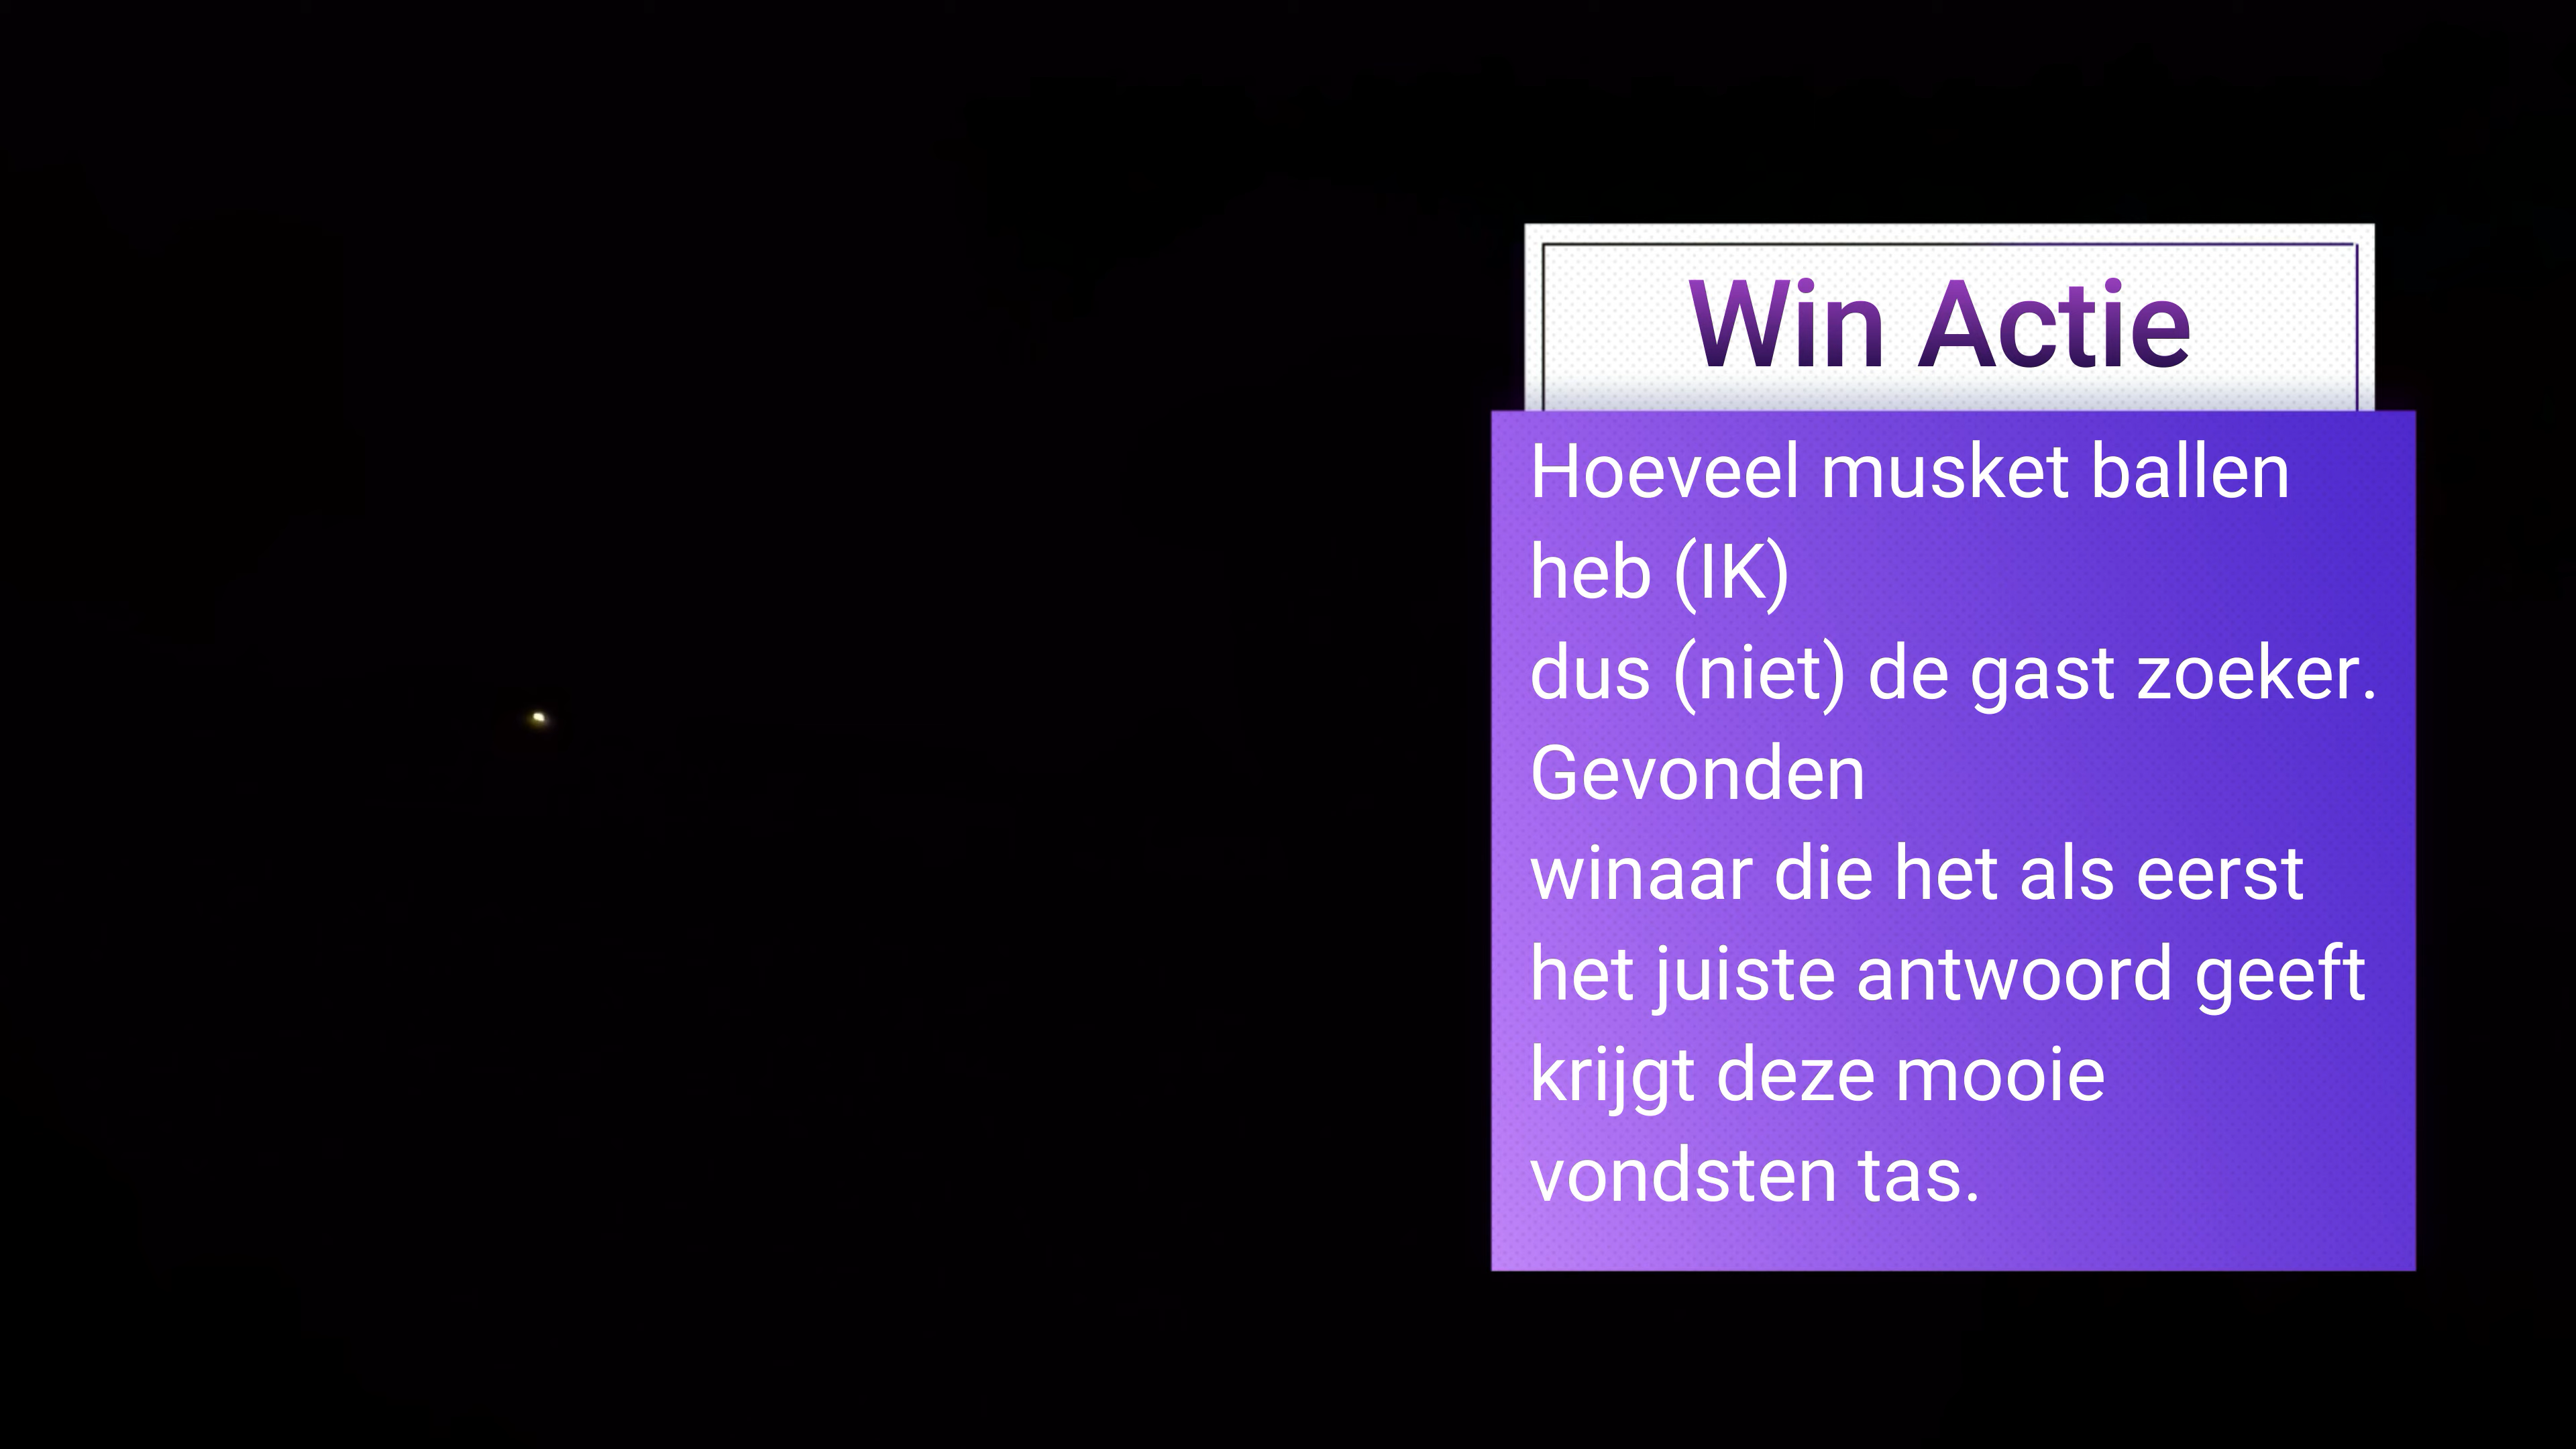 Win Actie
Hoeveel musket ballen
heb (IK)
dus (niet) de gast zoeker.
Gevonden
winaar die het als eerst
het juiste antwoord geeft
krijgt deze mooie
vondsten tas.